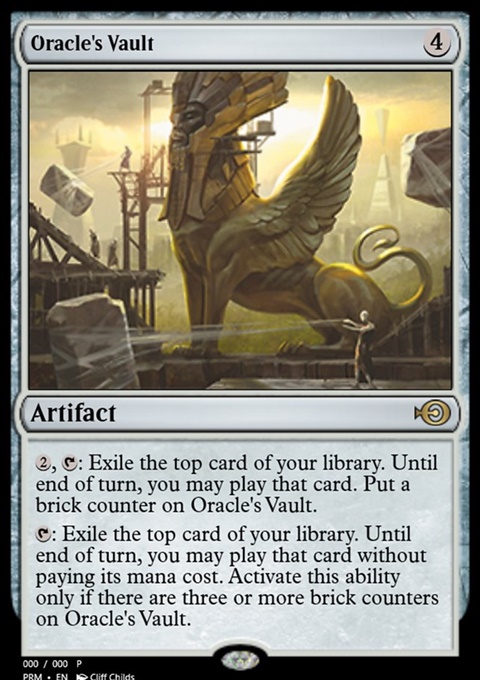 Oracle's Vault 4
Artifact
2, T: Exile the top card of your library. Until
end of turn, you may play that card. Put a
brick counter on Oracle's Vault.
T: Exile the top card of your library. Until
end of turn, you may play that card without
paying its mana cost. Activate this ability
only if there are three or more brick counters
on Oracle's Vault.
000 / 000 P
PRM • EN Cliff Childs